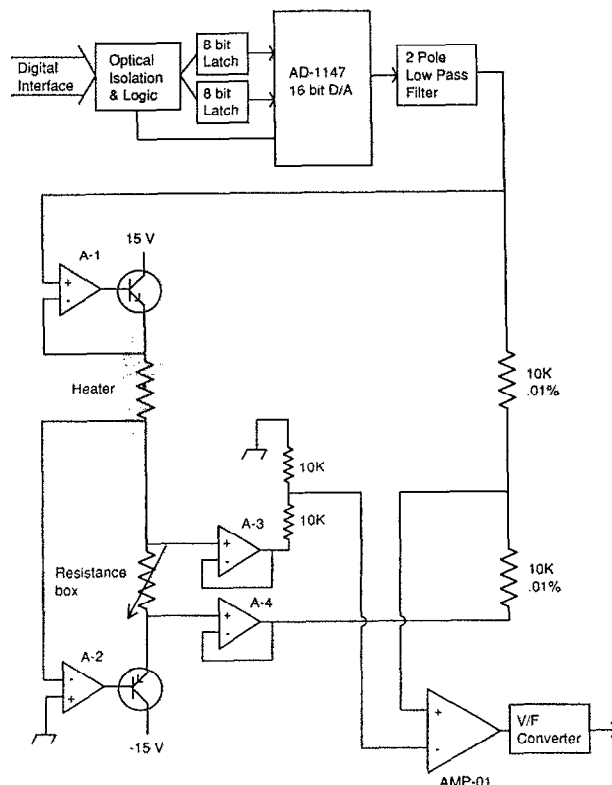 Digital
Interface
Optical
Isolation
& Logic
8 bit
Latch
8 bit
Latch
AD-1147
16 bit D/A
2 Pole
Low Pass
Filter
15 V
A-1
+
-
Heater
10K
.01%
10K
10K
A-3
+
-
Resistance
box
A-4
+
-
10K
.01%
A-2
-
+
-15 V
+
-
AMP-01
V/F
Converter